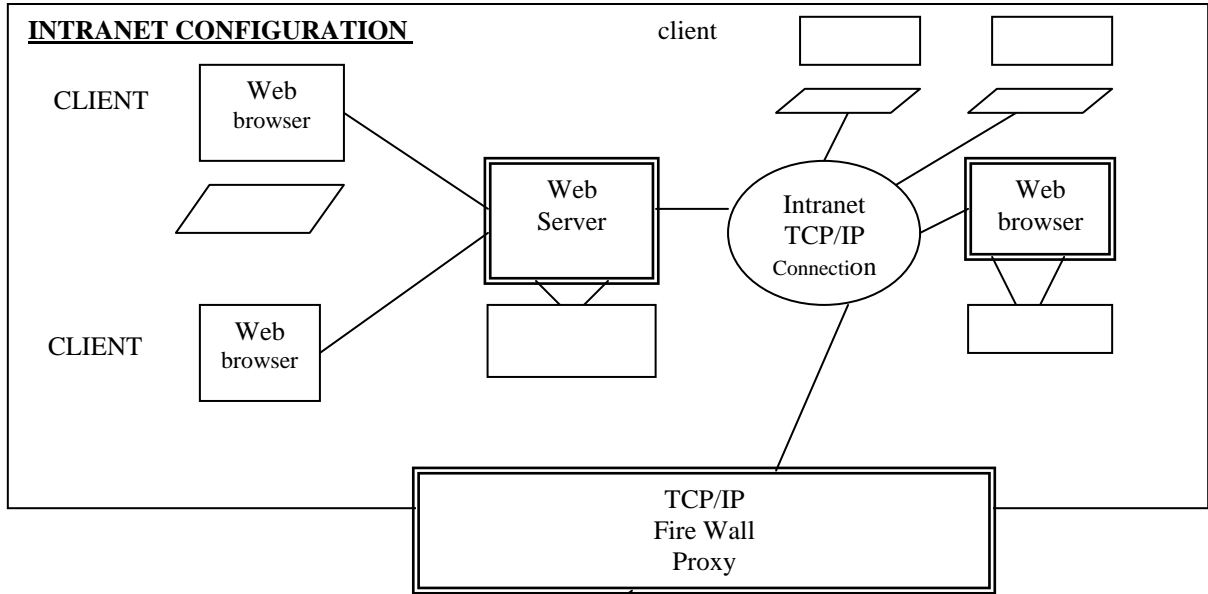 INTRANET CONFIGURATION
client
CLIENT
Web
browser
Web
Server
Intranet
TCP/IP
Connection
Web
browser
CLIENT
Web
browser
TCP/IP
Fire Wall
Proxy